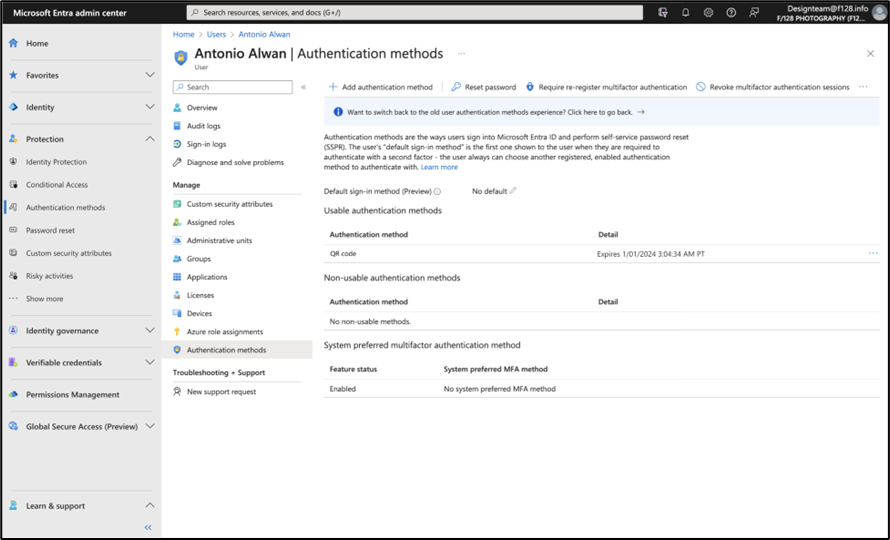 Microsoft Entra admin center
Search resources, services, and docs (G+/)
Designteam@f128.info
F/128 PHOTOGRAPHY (F12...
Home
Favorites
Identity
Protection
Identity Protection
Conditional Access
Authentication methods
Password reset
Custom security attributes
Risky activities
Show more
Identity governance
Verifiable credentials
Permissions Management
Global Secure Access (Preview)
Learn & support
Home > Users > Antonio Alwan
Antonio Alwan | Authentication methods
User
Search
Overview
Audit logs
Sign-in logs
Diagnose and solve problems
Manage
Custom security attributes
Assigned roles
Administrative units
Groups
Applications
Licenses
Devices
Azure role assignments
Authentication methods
Troubleshooting + Support
New support request
Add authentication method
Reset password
Require re-register multifactor authentication
Revoke multifactor authentication sessions
Want to switch back to the old user authentication methods experience? Click here to go back. →
Authentication methods are the ways users sign into Microsoft Entra ID and perform self-service password reset
(SSPR). The user's "default sign-in method" is the first one shown to the user when they are required to
authenticate with a second factor - the user always can choose another registered, enabled authentication
method to authenticate with. Learn more
Default sign-in method (Preview) No default
Usable authentication methods
Authentication method Detail
QR code Expires 1/01/2024 3:04:34 AM PT
Non-usable authentication methods
Authentication method Detail
No non-usable methods.
System preferred multifactor authentication method
Feature status System preferred MFA method
Enabled No system preferred MFA method